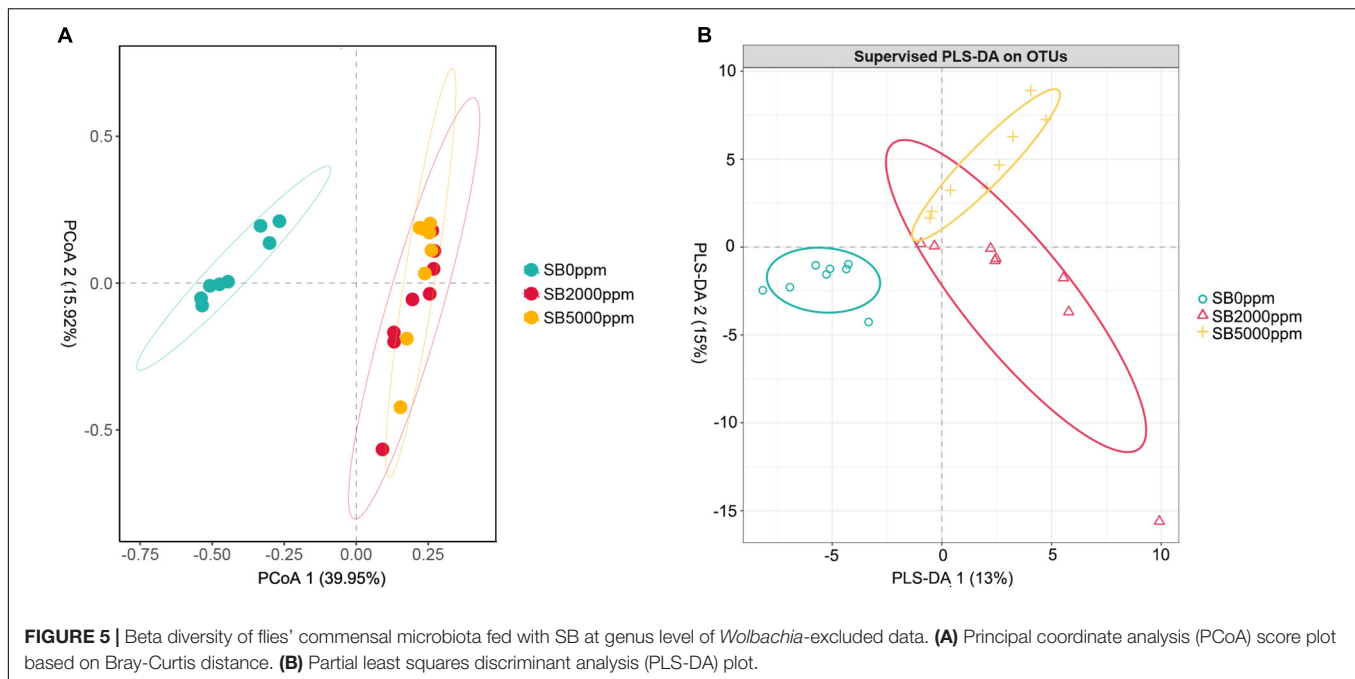 A
0.5
0.0
-0.5
PCoA 2 (15.92%)
-0.75
-0.50
-0.25
0.00
0.25
PCoA 1 (39.95%)
SB0ppm
SB2000ppm
SB5000ppm
B
Supervised PLS-DA on OTUs
10
5
0
-5
-10
-15
PLS-DA 2 (15%)
-5
0
5
10
PLS-DA 1 (13%)
SB0ppm
SB2000ppm
SB5000ppm
FIGURE 5 | Beta diversity of flies' commensal microbiota fed with SB at genus level of Wolbachia-excluded data. (A) Principal coordinate analysis (PCoA) score plot
based on Bray-Curtis distance. (B) Partial least squares discriminant analysis (PLS-DA) plot.